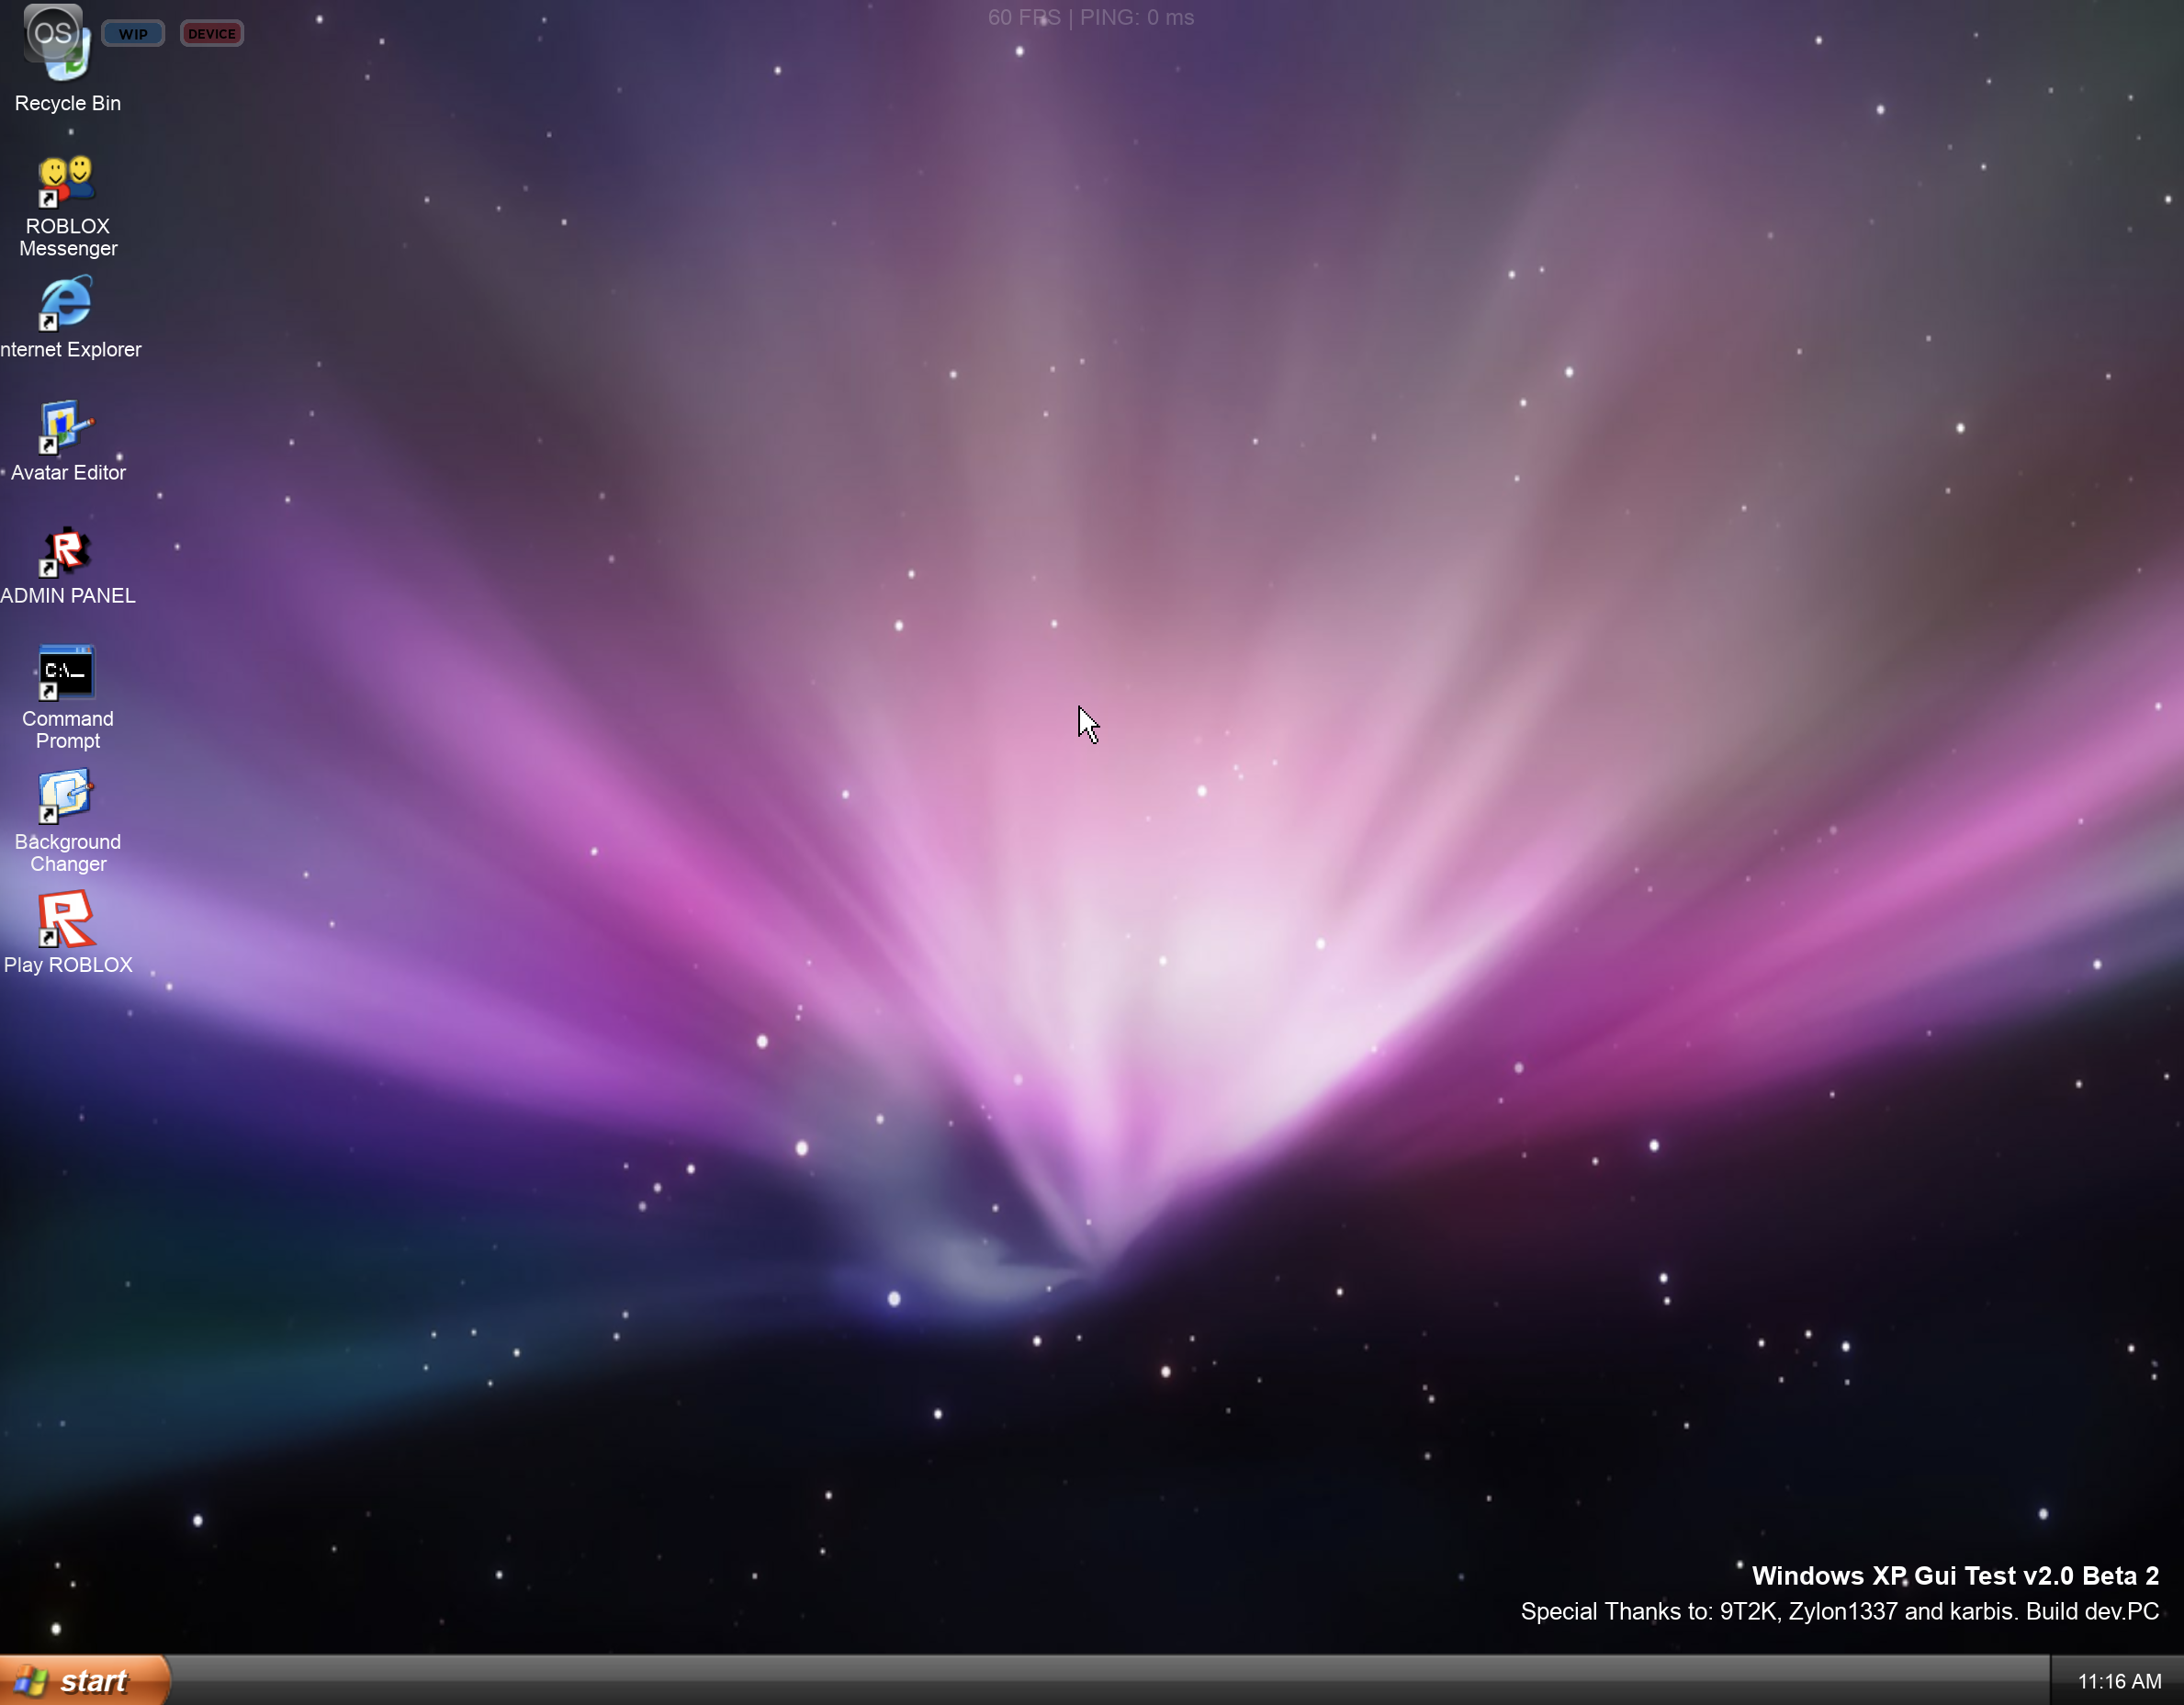 60 FPS | PING: 0 ms
OS
WIP
DEVICE
Recycle Bin
ROBLOX
Messenger
nternet Explorer
Avatar Editor
ADMIN PANEL
C:\_
Command
Prompt
Background
Changer
Play ROBLOX
Windows XP Gui Test v2.0 Beta 2
Special Thanks to: 9T2K, Zylon1337 and karbis. Build dev.PC
start
11:16 AM